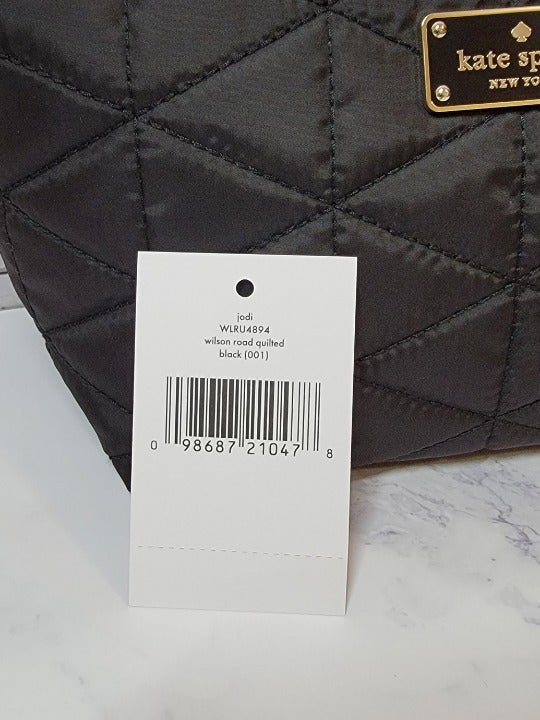 kate sp
NEW YO
jodi
WLRU4894
wilson road quilted
black (001)
0 98687 21047 8